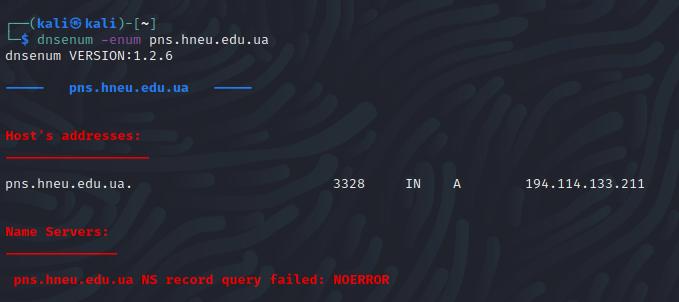 ┌──(kali㉿kali)-[~]
└─$ dnsenum -enum pns.hneu.edu.ua
dnsenum VERSION:1.2.6
-----   pns.hneu.edu.ua   -----
Host's addresses:
__________________
pns.hneu.edu.ua.                         3328     IN    A        194.114.133.211
Name Servers:
______________
 pns.hneu.edu.ua NS record query failed: NOERROR